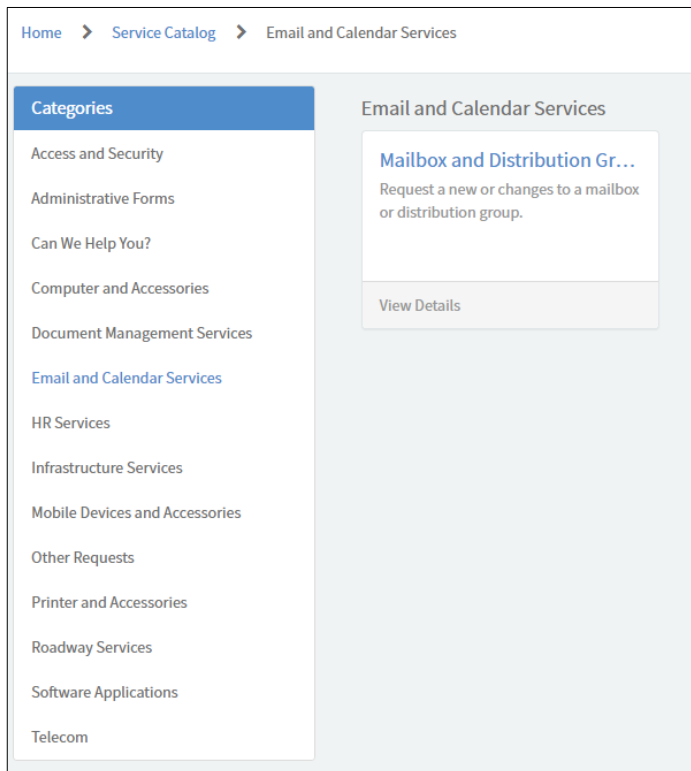 Home > Service Catalog > Email and Calendar Services
Categories
Access and Security
Administrative Forms
Can We Help You?
Computer and Accessories
Document Management Services
Email and Calendar Services
HR Services
Infrastructure Services
Mobile Devices and Accessories
Other Requests
Printer and Accessories
Roadway Services
Software Applications
Telecom
Email and Calendar Services
Mailbox and Distribution Gr...
Request a new or changes to a mailbox
or distribution group.
View Details